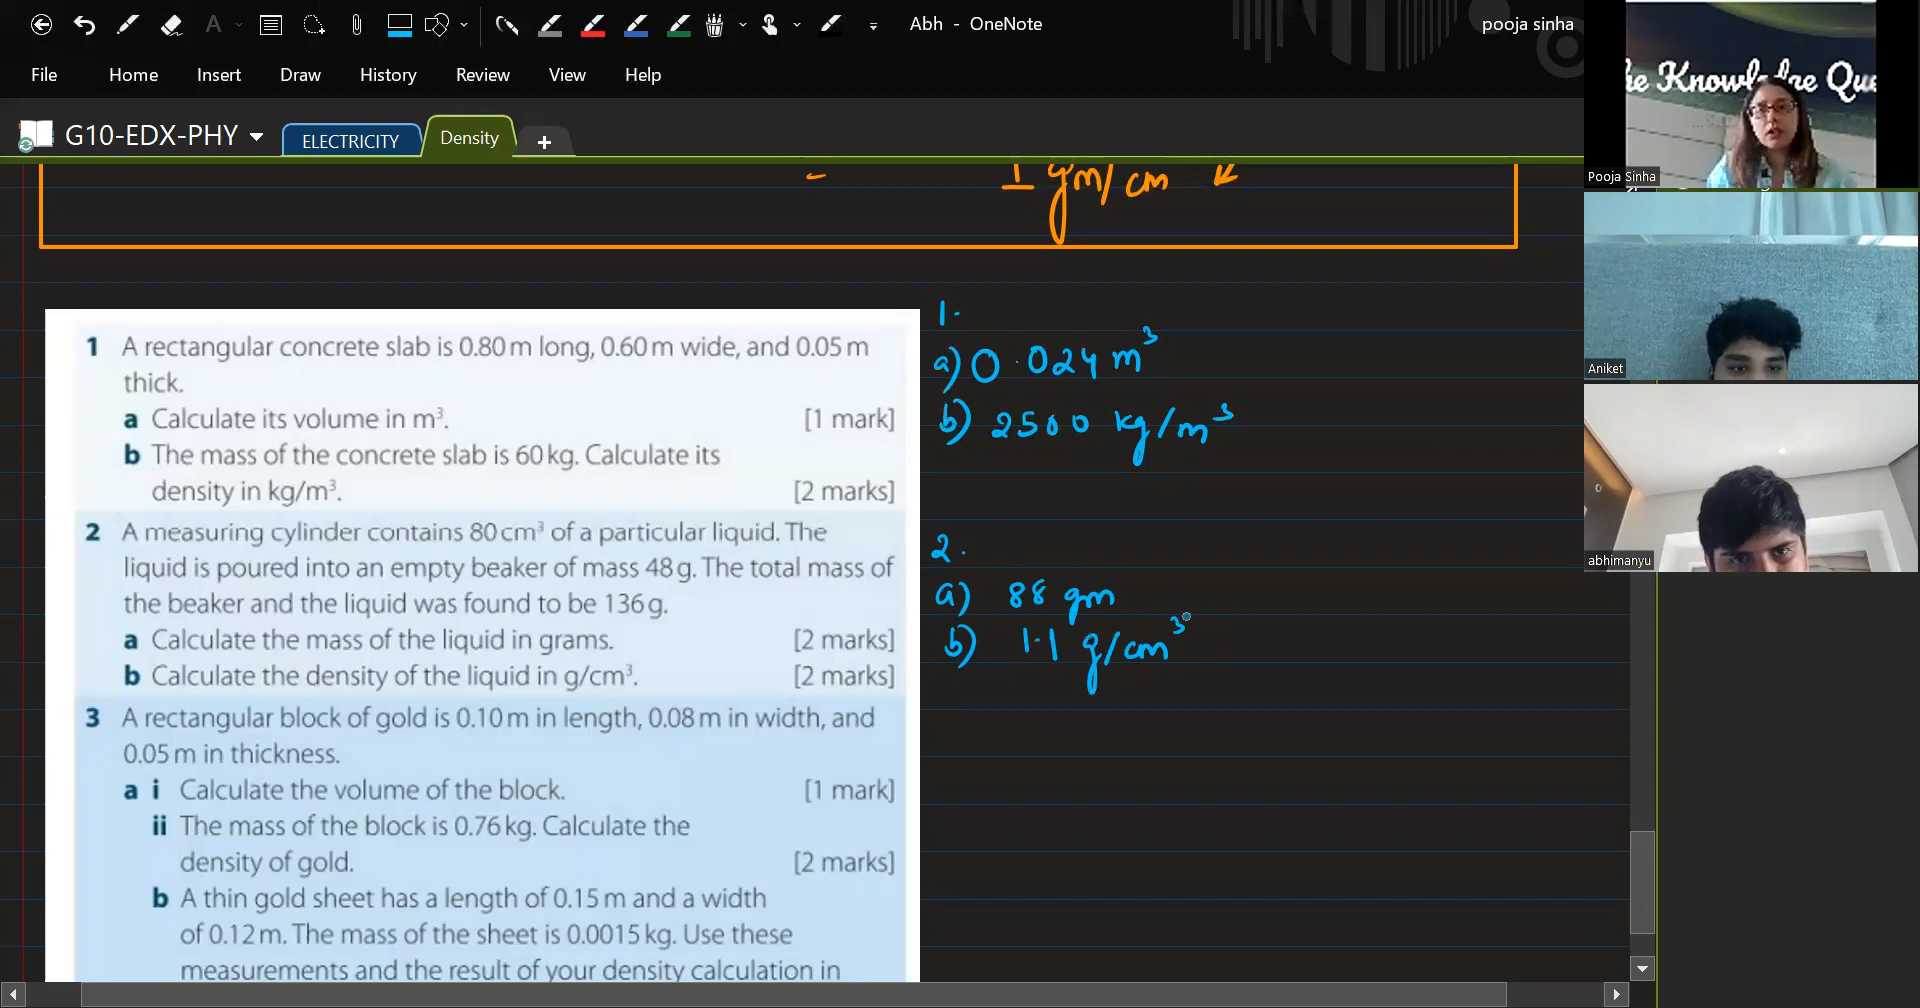 Abh - OneNote
pooja sinha
File Home Insert Draw History Review View Help
G10-EDX-PHY ELECTRICITY Density +
he Knowledge Que
Pooja Sinha
1 gm/cm
Aniket
abhimanyu
1 A rectangular concrete slab is 0.80 m long, 0.60 m wide, and 0.05 m
thick.
a Calculate its volume in m³. [1 mark]
b The mass of the concrete slab is 60 kg. Calculate its
density in kg/m³. [2 marks]
2 A measuring cylinder contains 80 cm³ of a particular liquid. The
liquid is poured into an empty beaker of mass 48 g. The total mass of
the beaker and the liquid was found to be 136 g.
a Calculate the mass of the liquid in grams. [2 marks]
b Calculate the density of the liquid in g/cm³. [2 marks]
3 A rectangular block of gold is 0.10 m in length, 0.08 m in width, and
0.05 m in thickness.
a i Calculate the volume of the block. [1 mark]
ii The mass of the block is 0.76 kg. Calculate the
density of gold. [2 marks]
b A thin gold sheet has a length of 0.15 m and a width
of 0.12 m. The mass of the sheet is 0.0015 kg. Use these
measurements and the result of your density calculation in
1.
a) 0.024 m³
b) 2500 kg/m³
2.
a) 88 gm
b) 1.1 g/cm³